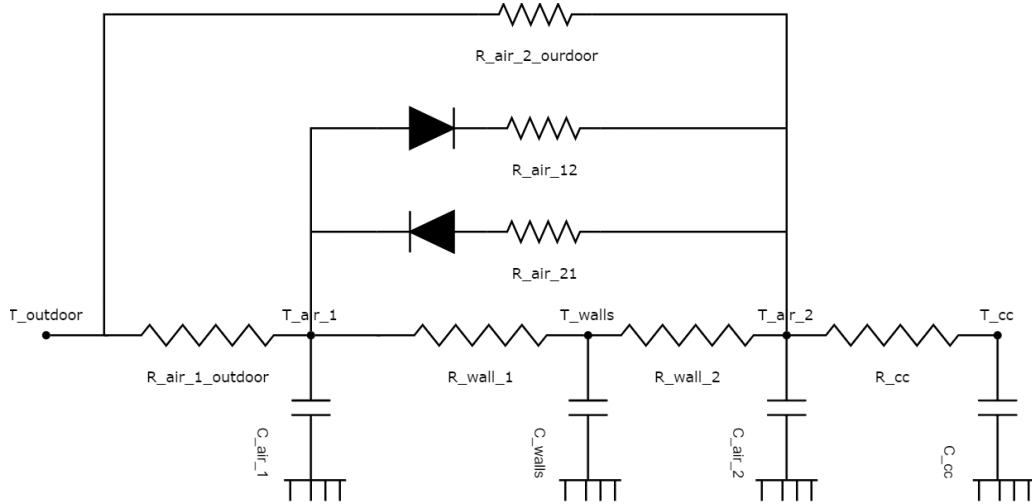 R_air_2_ourdoor
R_air_12
R_air_21
T_outdoor
T_air_1
T_walls
T_air_2
T_cc
R_air_1_outdoor
R_wall_1
R_wall_2
R_cc
C_air_1
C_walls
C_air_2
C_cc